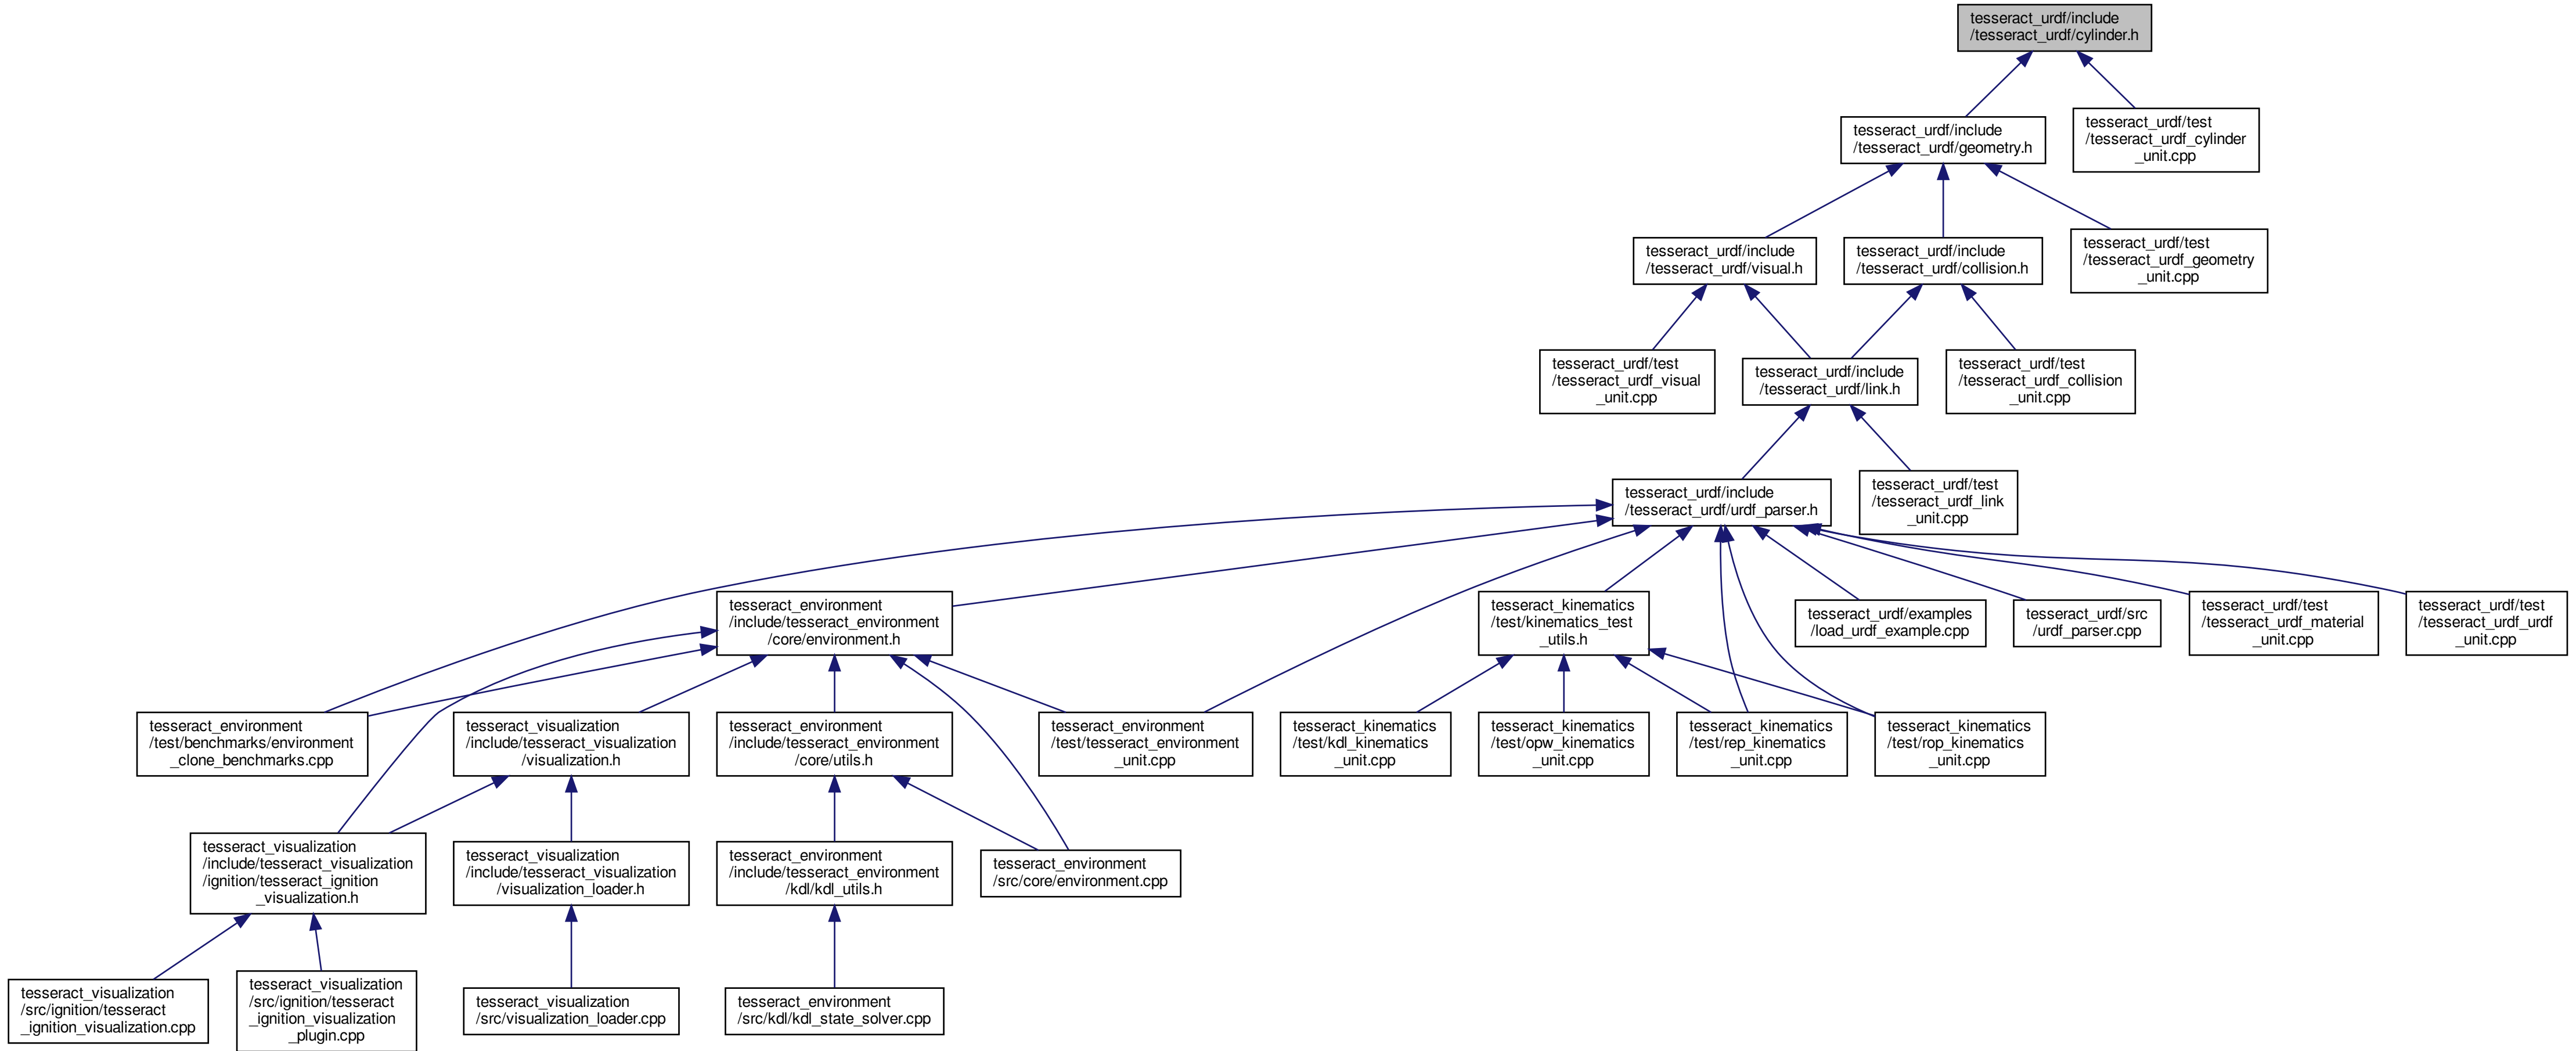 tesseract_urdf/include
/tesseract_urdf/cylinder.h
tesseract_urdf/include
/tesseract_urdf/geometry.h
tesseract_urdf/test
/tesseract_urdf_cylinder
_unit.cpp
tesseract_urdf/include
/tesseract_urdf/visual.h
tesseract_urdf/include
/tesseract_urdf/collision.h
tesseract_urdf/test
/tesseract_urdf_geometry
_unit.cpp
tesseract_urdf/test
/tesseract_urdf_visual
_unit.cpp
tesseract_urdf/include
/tesseract_urdf/link.h
tesseract_urdf/test
/tesseract_urdf_collision
_unit.cpp
tesseract_urdf/include
/tesseract_urdf/urdf_parser.h
tesseract_urdf/test
/tesseract_urdf_link
_unit.cpp
tesseract_environment
/include/tesseract_environment
/core/environment.h
tesseract_kinematics
/test/kinematics_test
_utils.h
tesseract_urdf/examples
/load_urdf_example.cpp
tesseract_urdf/src
/urdf_parser.cpp
tesseract_urdf/test
/tesseract_urdf_material
_unit.cpp
tesseract_urdf/test
/tesseract_urdf_urdf
_unit.cpp
tesseract_environment
/test/benchmarks/environment
_clone_benchmarks.cpp
tesseract_visualization
/include/tesseract_visualization
/visualization.h
tesseract_environment
/include/tesseract_environment
/core/utils.h
tesseract_environment
/test/tesseract_environment
_unit.cpp
tesseract_kinematics
/test/kdl_kinematics
_unit.cpp
tesseract_kinematics
/test/opw_kinematics
_unit.cpp
tesseract_kinematics
/test/rep_kinematics
_unit.cpp
tesseract_kinematics
/test/rop_kinematics
_unit.cpp
tesseract_visualization
/include/tesseract_visualization
/ignition/tesseract_ignition
_visualization.h
tesseract_visualization
/include/tesseract_visualization
/visualization_loader.h
tesseract_environment
/include/tesseract_environment
/kdl/kdl_utils.h
tesseract_environment
/src/core/environment.cpp
tesseract_visualization
/src/ignition/tesseract
_ignition_visualization.cpp
tesseract_visualization
/src/ignition/tesseract
_ignition_visualization
_plugin.cpp
tesseract_visualization
/src/visualization_loader.cpp
tesseract_environment
/src/kdl/kdl_state_solver.cpp